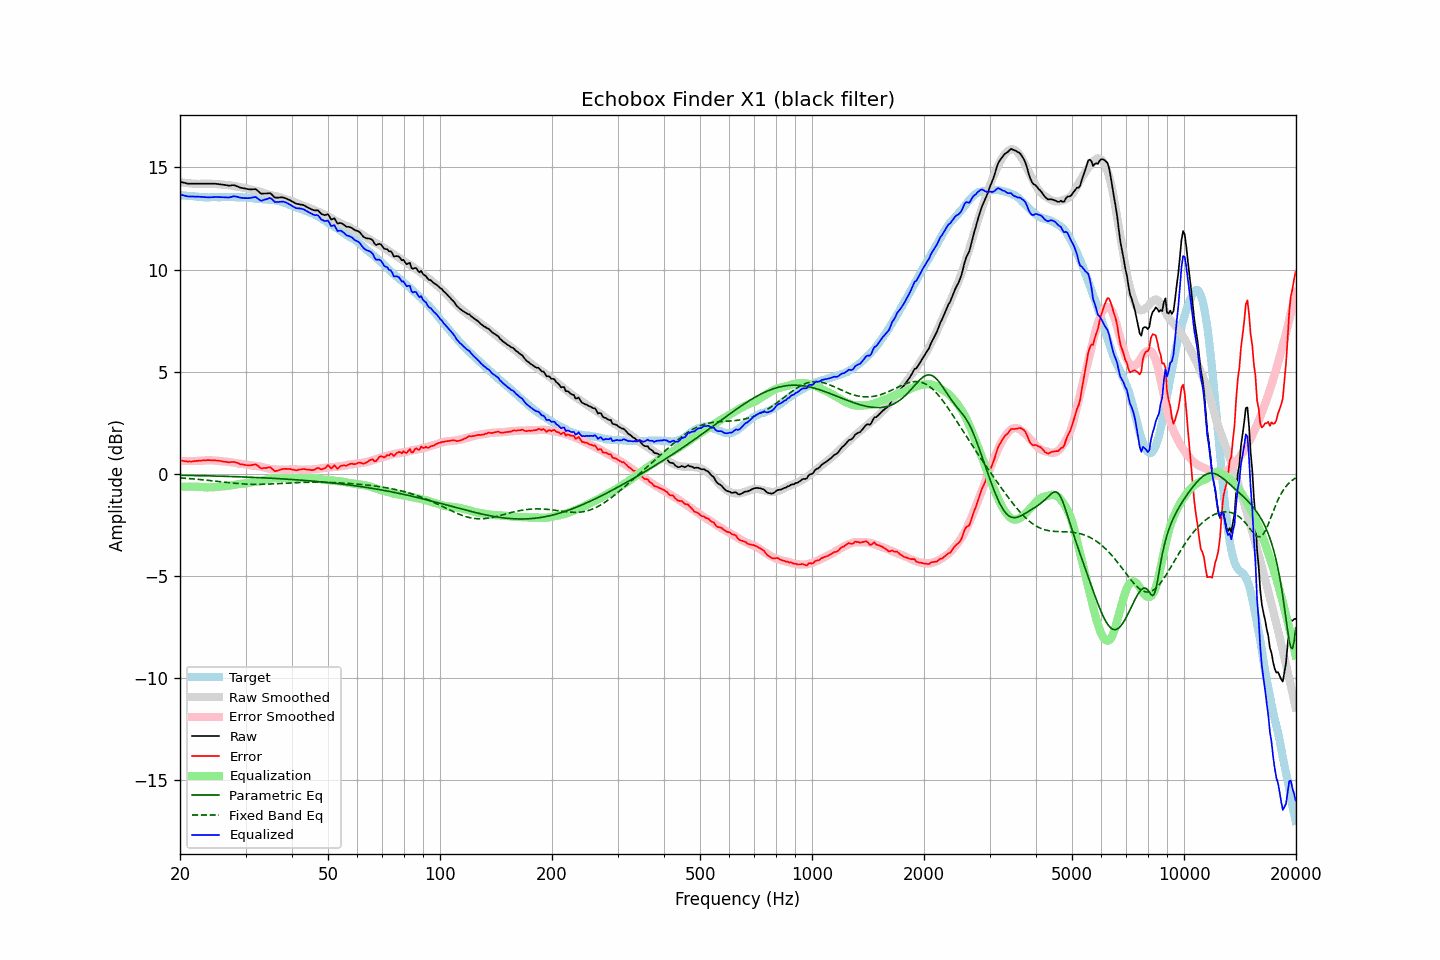 Echobox Finder X1 (black filter)
Amplitude (dBr)
15
10
5
0
−5
−10
−15
Target
Raw Smoothed
Error Smoothed
Raw
Error
Equalization
Parametric Eq
Fixed Band Eq
Equalized
20 50 100 200 500 1000 2000 5000 10000 20000
Frequency (Hz)